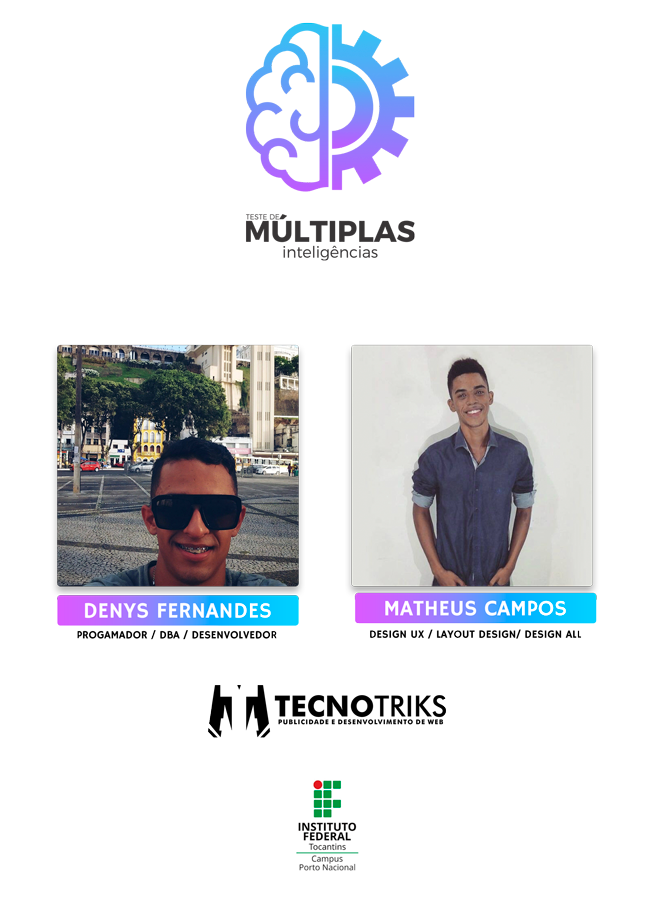 TESTE DE
MÚLTIPLAS
inteligências
DENYS FERNANDES
MATHEUS CAMPOS
PROGAMADOR / DBA / DESENVOLVEDOR
DESIGN UX / LAYOUT DESIGN/ DESIGN ALL
TECNOTRIKS
PUBLICIDADE E DESENVOLVIMENTO DE WEB
INSTITUTO
FEDERAL
Tocantins
Campus
Porto Nacional